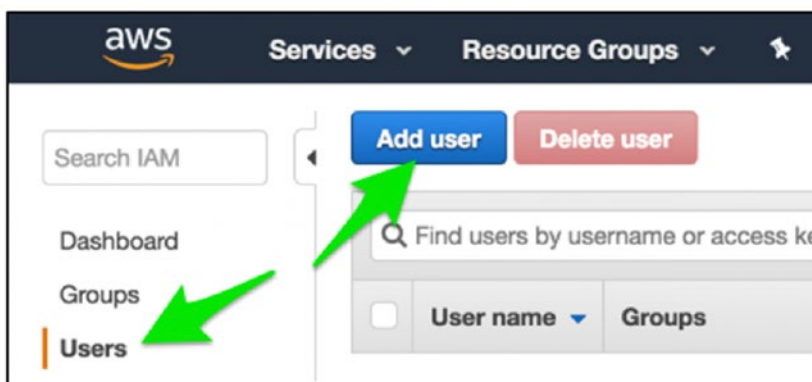 aws Services Resource Groups
Search IAM
Add user Delete user
Dashboard
Groups
Users
Find users by username or access ke
User name Groups